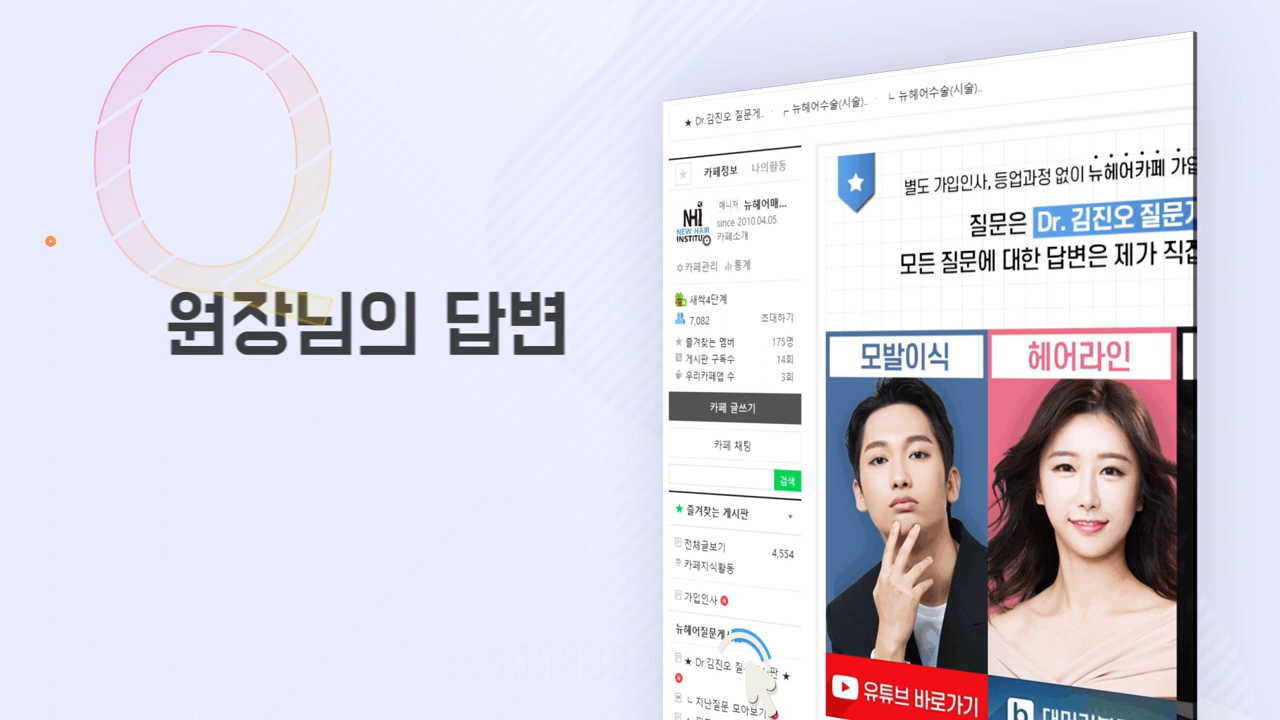 Q
원장님의 답변
★ Dr.김진오 질문게.. · ┌ 뉴헤어수술(시술).. · ㄴ 뉴헤어수술(시술)..
카페정보 나의활동
매니저 뉴헤어매...
since 2010.04.05.
카페소개
NHI
NEW HAIR
INSTITU
카페관리 통계
새싹4단계
7,082 초대하기
즐겨찾는 멤버 175명
게시판 구독수 14회
우리카페앱 수 3회
카페 글쓰기
카페 채팅
검색
★ 즐겨찾는 게시판
전체글보기 4,554
카페지식활동
가입인사 N
뉴헤어질문게
★ Dr.김진오 질 판 ★
N
ㄴ 지난질문 모아보기
별도 가입인사, 등업과정 없이 뉴헤어카페 가입
질문은 Dr. 김진오 질문
모든 질문에 대한 답변은 제가 직접
모발이식
헤어라인
유튜브 바로가기
b